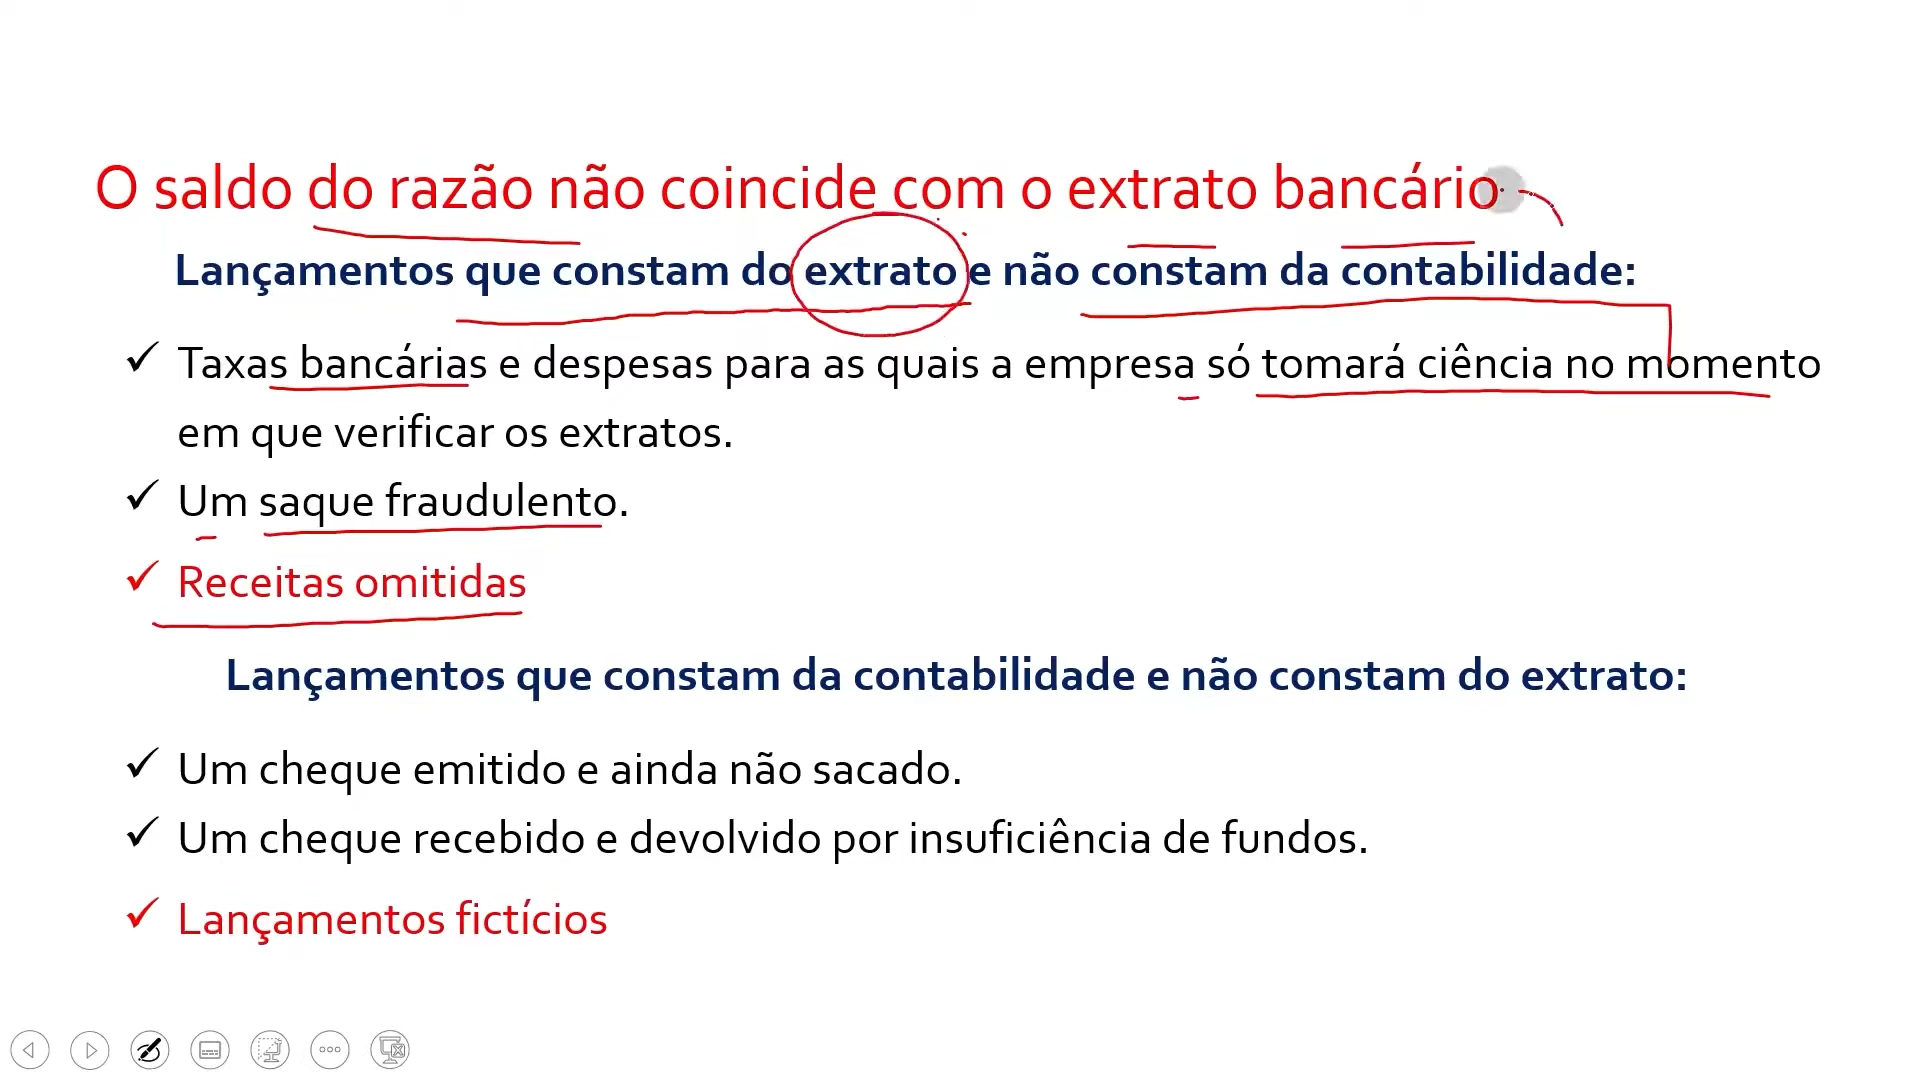 O saldo do razão não coincide com o extrato bancário
Lançamentos que constam do extrato e não constam da contabilidade:
✓ Taxas bancárias e despesas para as quais a empresa só tomará ciência no momento
em que verificar os extratos.
✓ Um saque fraudulento.
✓ Receitas omitidas
Lançamentos que constam da contabilidade e não constam do extrato:
✓ Um cheque emitido e ainda não sacado.
✓ Um cheque recebido e devolvido por insuficiência de fundos.
✓ Lançamentos fictícios